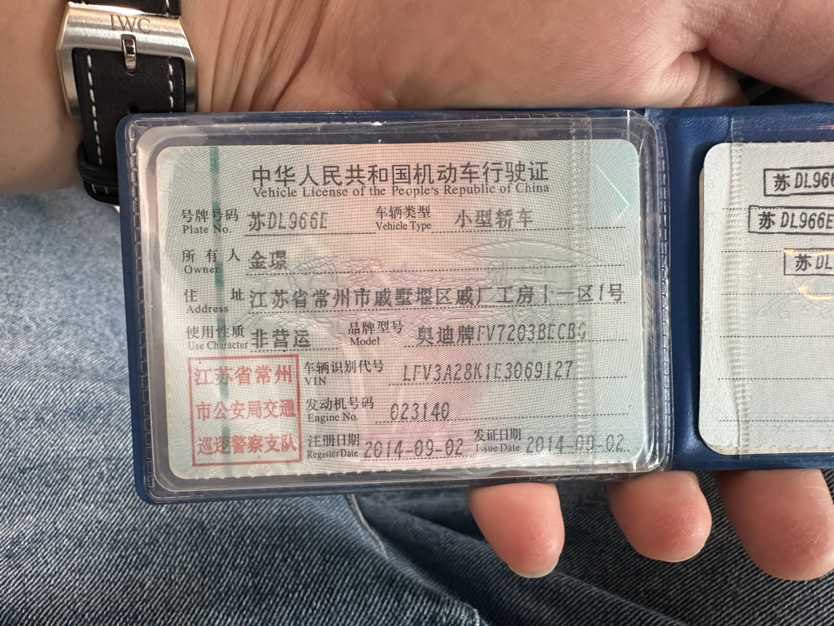 IWC
中华人民共和国机动车行驶证
Vehicle License of the People's Republic of China
号牌号码 苏DL966E 车辆类型 小型轿车
Plate No. Vehicle Type
所有人 金璟
Owner
住址 江苏省常州市戚墅堰区戚厂工房十一区1号
Address
使用性质 非营运 品牌型号 奥迪牌FV7203BECBG
Use Character Model
江苏省常州
市公安局交通
巡逻警察支队
车辆识别代号 LFV3A28K1E3069127
VIN
发动机号码 023140
Engine No.
注册日期 2014-09-02 发证日期 2014-09-02
Register Date Issue Date
苏DL966
苏DL966E
苏DL